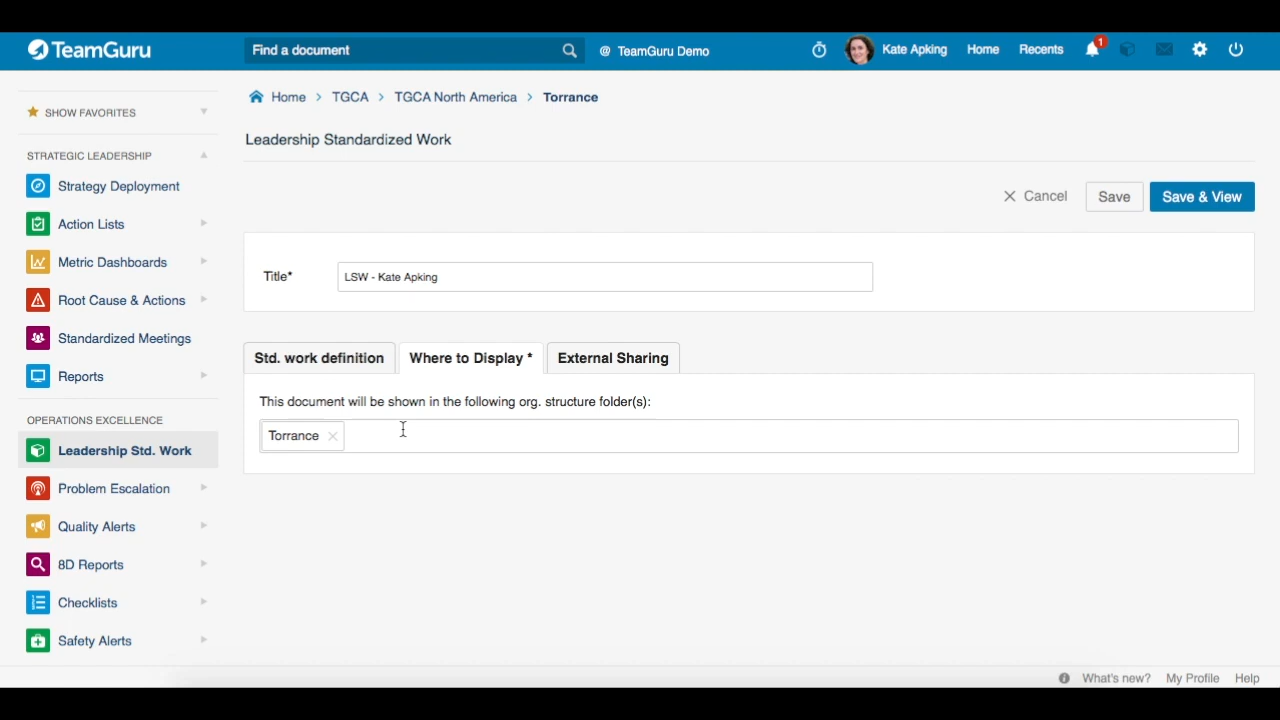 TeamGuru
Find a document
@ TeamGuru Demo
Kate Apking
Home
Recents
1
SHOW FAVORITES
STRATEGIC LEADERSHIP
Strategy Deployment
Action Lists
Metric Dashboards
Root Cause & Actions
Standardized Meetings
Reports
OPERATIONS EXCELLENCE
Leadership Std. Work
Problem Escalation
Quality Alerts
8D Reports
Checklists
Safety Alerts
Home > TGCA > TGCA North America > Torrance
Leadership Standardized Work
Cancel
Save
Save & View
Title*
LSW - Kate Apking
Std. work definition
Where to Display *
External Sharing
This document will be shown in the following org. structure folder(s):
Torrance
What's new?
My Profile
Help